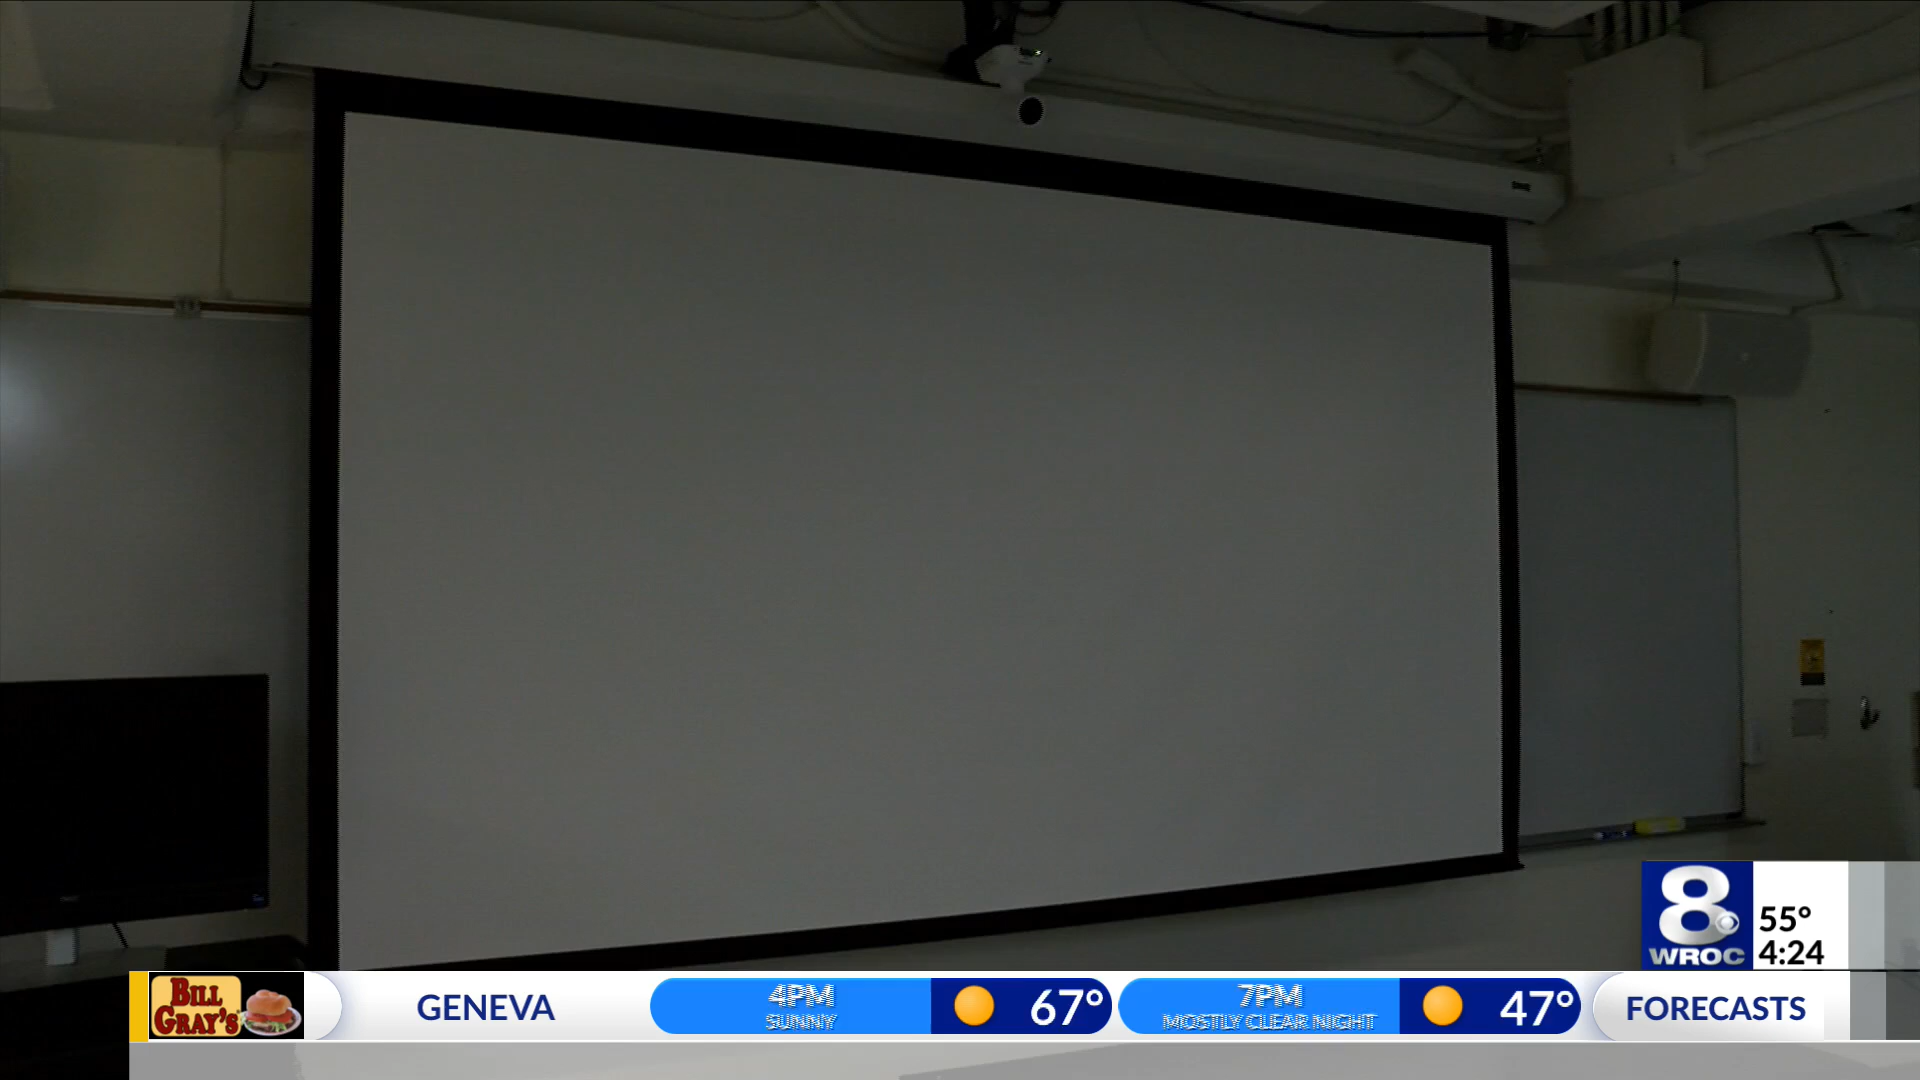 8
WROC
55°
4:24
BILL
GRAY'S
GENEVA
4PM
SUNNY
67°
7PM
MOSTLY CLEAR NIGHT
47°
FORECASTS